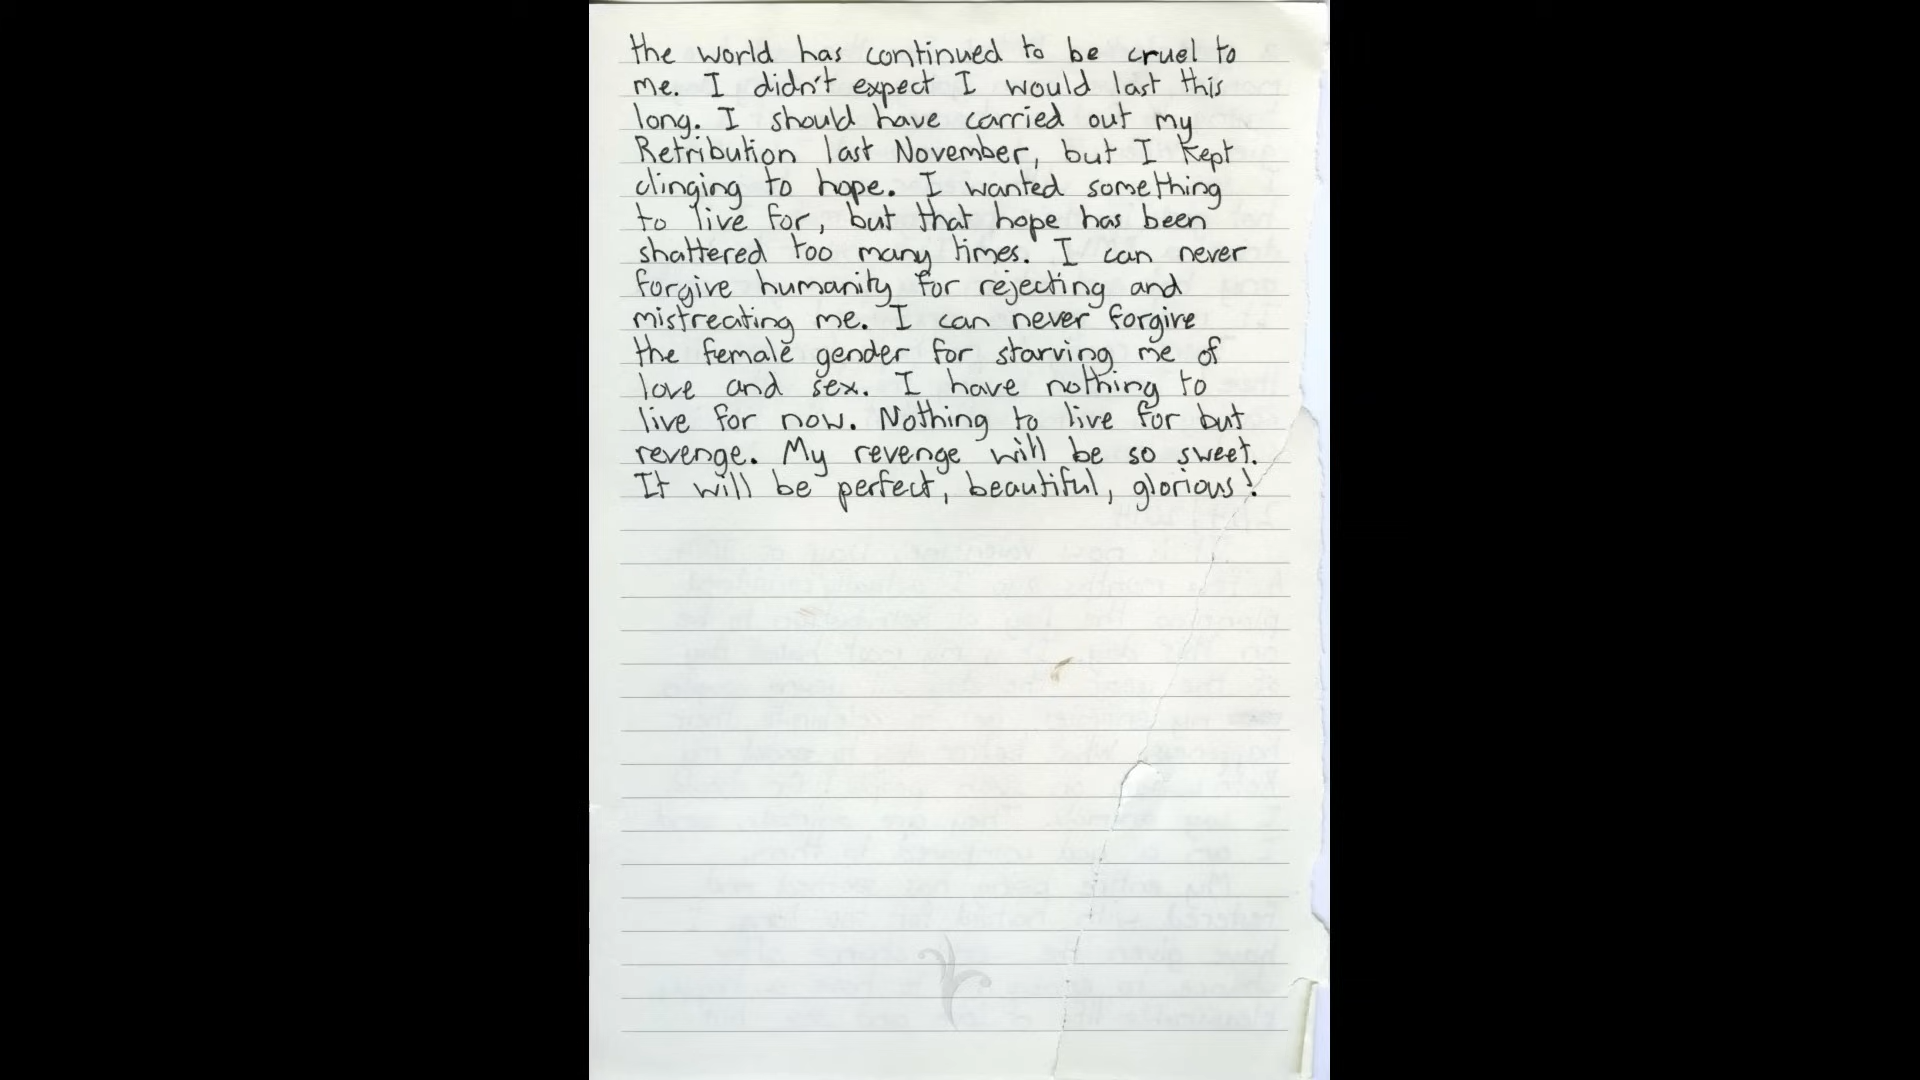 the world has continued to be cruel to
me. I didn't expect I would last this
long. I should have carried out my
Retribution last November, but I kept
clinging to hope. I wanted something
to live for, but that hope has been
shattered too many times. I can never
forgive humanity for rejecting and
mistreating me. I can never forgive
the female gender for starving me of
love and sex. I have nothing to
live for now. Nothing to live for but
revenge. My revenge will be so sweet.
It will be perfect, beautiful, glorious!